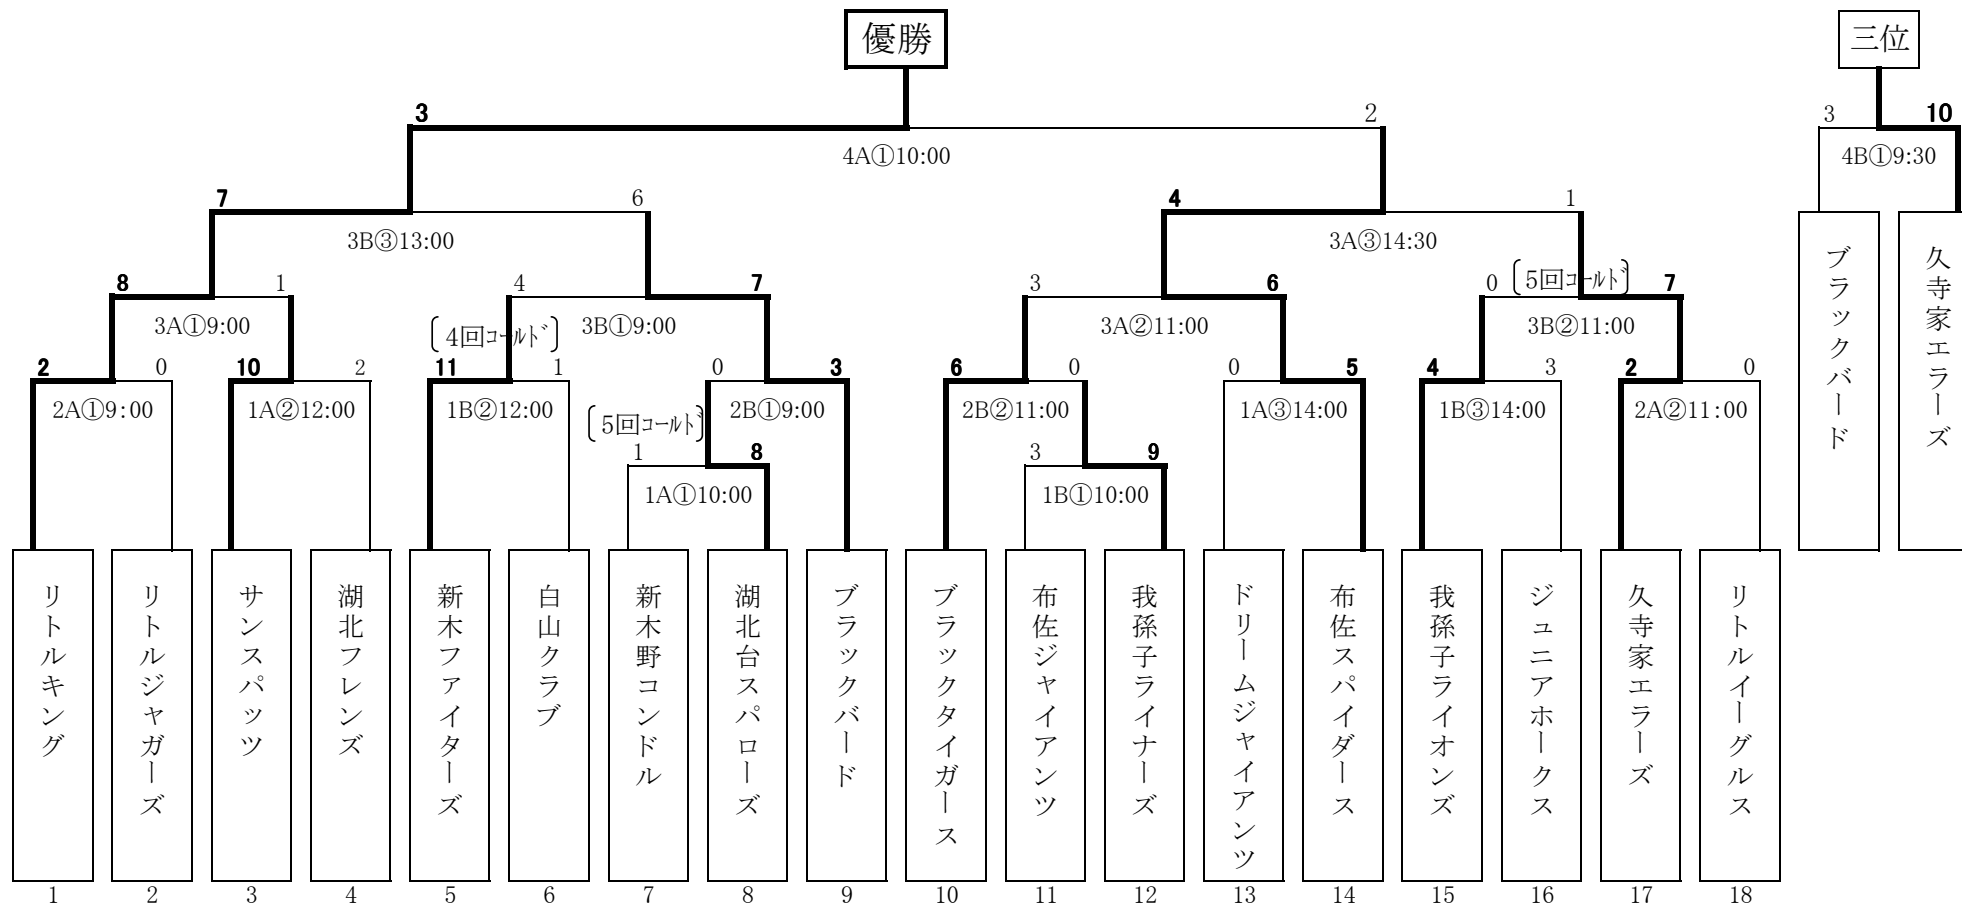 優勝
三位
3
2
3
10
4A①10:00
4B①9:30
7
6
4
1
3B③13:00
3A③14:30
8
1
4
7
3
6
0
〔5回コールド〕
7
3A①9:00
〔4回コールド〕
3B①9:00
3A②11:00
3B②11:00
2
0
10
2
11
1
0
3
6
0
0
5
4
3
2
0
2A①9:00
1A②12:00
1B②12:00
〔5回コールド〕
2B①9:00
2B②11:00
1A③14:00
1B③14:00
2A②11:00
1
8
3
9
1A①10:00
1B①10:00
ブラックバード
久寺家エラーズ
リトルキング
リトルジャガーズ
サンスパッツ
湖北フレンズ
新木ファイターズ
白山クラブ
新木野コンドル
湖北台スパローズ
ブラックバード
ブラックタイガース
布佐ジャイアンツ
我孫子ライナーズ
ドリームジャイアンツ
布佐スパイダース
我孫子ライオンズ
ジュニアホークス
久寺家エラーズ
リトルイーグルス
1
2
3
4
5
6
7
8
9
10
11
12
13
14
15
16
17
18